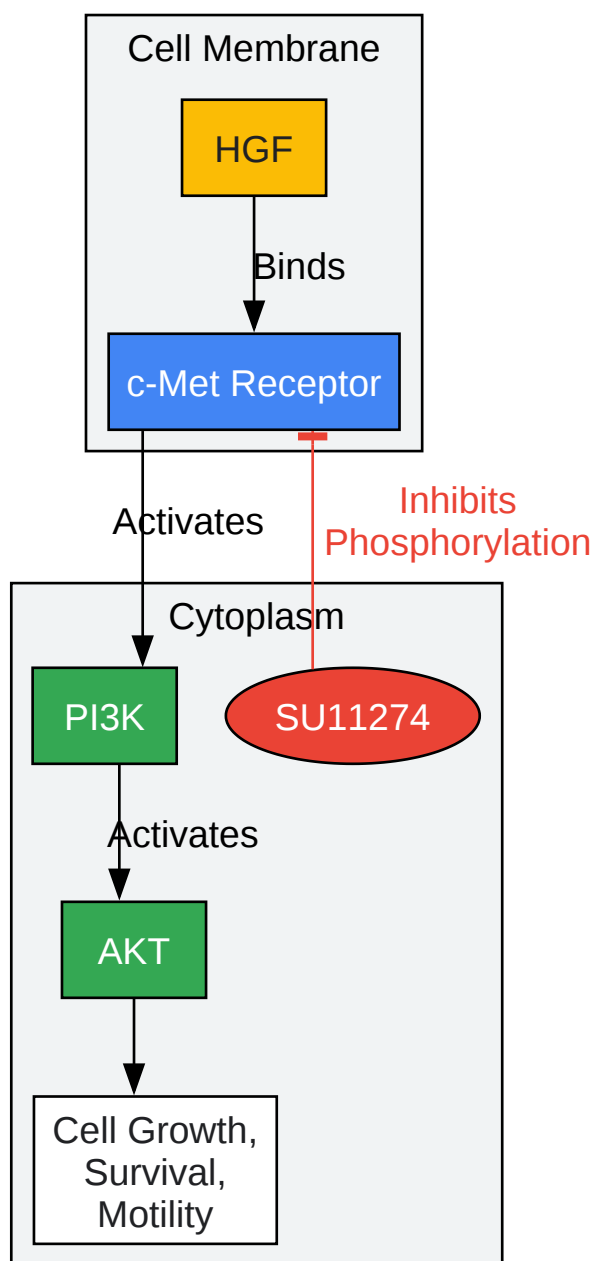 Cell Membrane
HGF
Binds
c-Met Receptor
Activates
Inhibits
Phosphorylation
Cytoplasm
PI3K
SU11274
Activates
AKT
Cell Growth,
Survival,
Motility